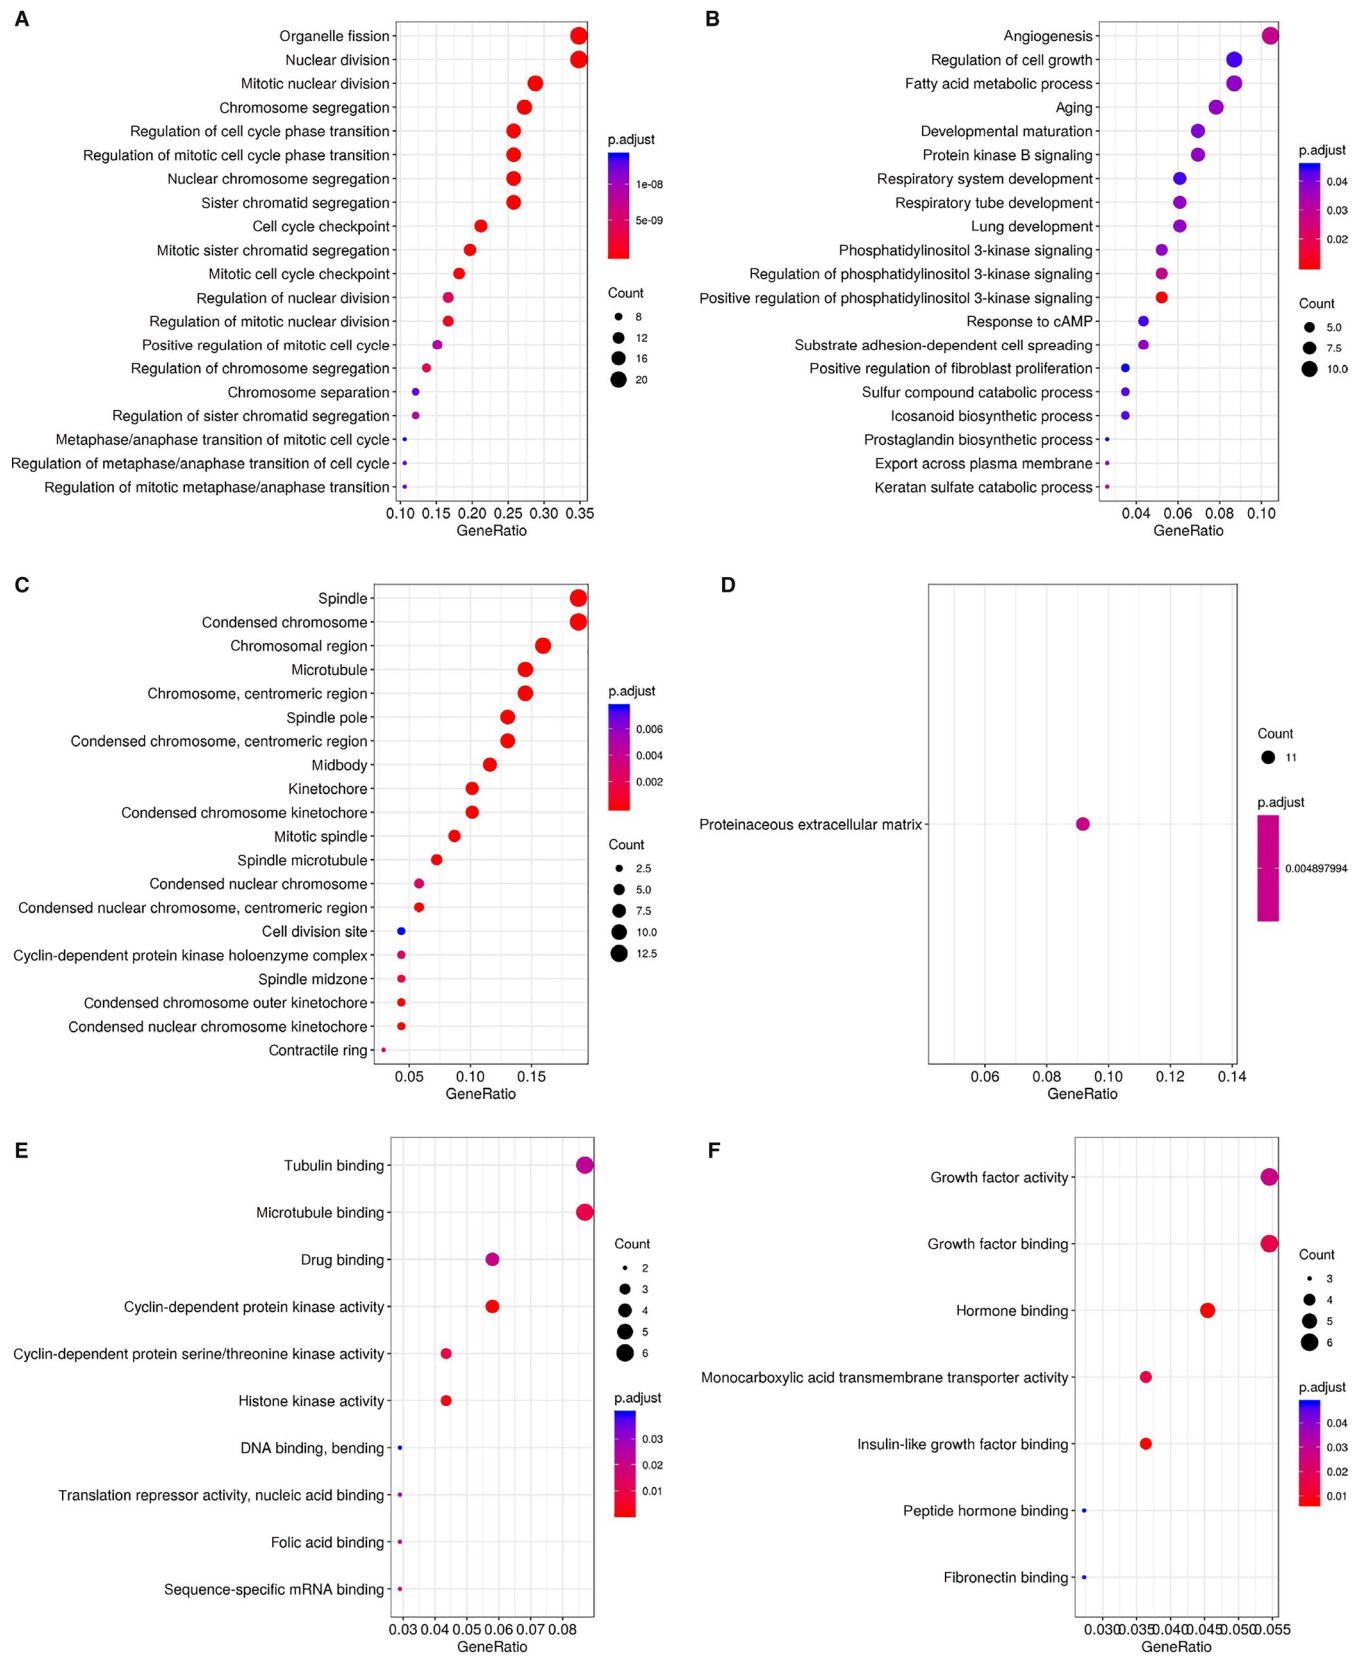 A
Organelle fission
Nuclear division
Mitotic nuclear division
Chromosome segregation
Regulation of cell cycle phase transition
Regulation of mitotic cell cycle phase transition
Nuclear chromosome segregation
Sister chromatid segregation
Cell cycle checkpoint
Mitotic sister chromatid segregation
Mitotic cell cycle checkpoint
Regulation of nuclear division
Regulation of mitotic nuclear division
Positive regulation of mitotic cell cycle
Regulation of chromosome segregation
Chromosome separation
Regulation of sister chromatid segregation
Metaphase/anaphase transition of mitotic cell cycle
Regulation of metaphase/anaphase transition of cell cycle
Regulation of mitotic metaphase/anaphase transition
0.10 0.15 0.20 0.25 0.30 0.35
GeneRatio
p.adjust
1e-08
5e-09
Count
8
12
16
20
B
Angiogenesis
Regulation of cell growth
Fatty acid metabolic process
Aging
Developmental maturation
Protein kinase B signaling
Respiratory system development
Respiratory tube development
Lung development
Phosphatidylinositol 3-kinase signaling
Regulation of phosphatidylinositol 3-kinase signaling
Positive regulation of phosphatidylinositol 3-kinase signaling
Response to cAMP
Substrate adhesion-dependent cell spreading
Positive regulation of fibroblast proliferation
Sulfur compound catabolic process
Icosanoid biosynthetic process
Prostaglandin biosynthetic process
Export across plasma membrane
Keratan sulfate catabolic process
0.04 0.06 0.08 0.10
GeneRatio
p.adjust
0.04
0.03
0.02
Count
5.0
7.5
10.0
C
Spindle
Condensed chromosome
Chromosomal region
Microtubule
Chromosome, centromeric region
Spindle pole
Condensed chromosome, centromeric region
Midbody
Kinetochore
Condensed chromosome kinetochore
Mitotic spindle
Spindle microtubule
Condensed nuclear chromosome
Condensed nuclear chromosome, centromeric region
Cell division site
Cyclin-dependent protein kinase holoenzyme complex
Spindle midzone
Condensed chromosome outer kinetochore
Condensed nuclear chromosome kinetochore
Contractile ring
0.05 0.10 0.15
GeneRatio
p.adjust
0.006
0.004
0.002
Count
2.5
5.0
7.5
10.0
12.5
D
Proteinaceous extracellular matrix
0.06 0.08 0.10 0.12 0.14
GeneRatio
Count
11
p.adjust
0.004897994
E
Tubulin binding
Microtubule binding
Drug binding
Cyclin-dependent protein kinase activity
Cyclin-dependent protein serine/threonine kinase activity
Histone kinase activity
DNA binding, bending
Translation repressor activity, nucleic acid binding
Folic acid binding
Sequence-specific mRNA binding
0.03 0.04 0.05 0.06 0.07 0.08
GeneRatio
Count
2
3
4
5
6
p.adjust
0.03
0.02
0.01
F
Growth factor activity
Growth factor binding
Hormone binding
Monocarboxylic acid transmembrane transporter activity
Insulin-like growth factor binding
Peptide hormone binding
Fibronectin binding
0.030 0.035 0.040 0.045 0.050 0.055
GeneRatio
Count
3
4
5
6
p.adjust
0.04
0.03
0.02
0.01